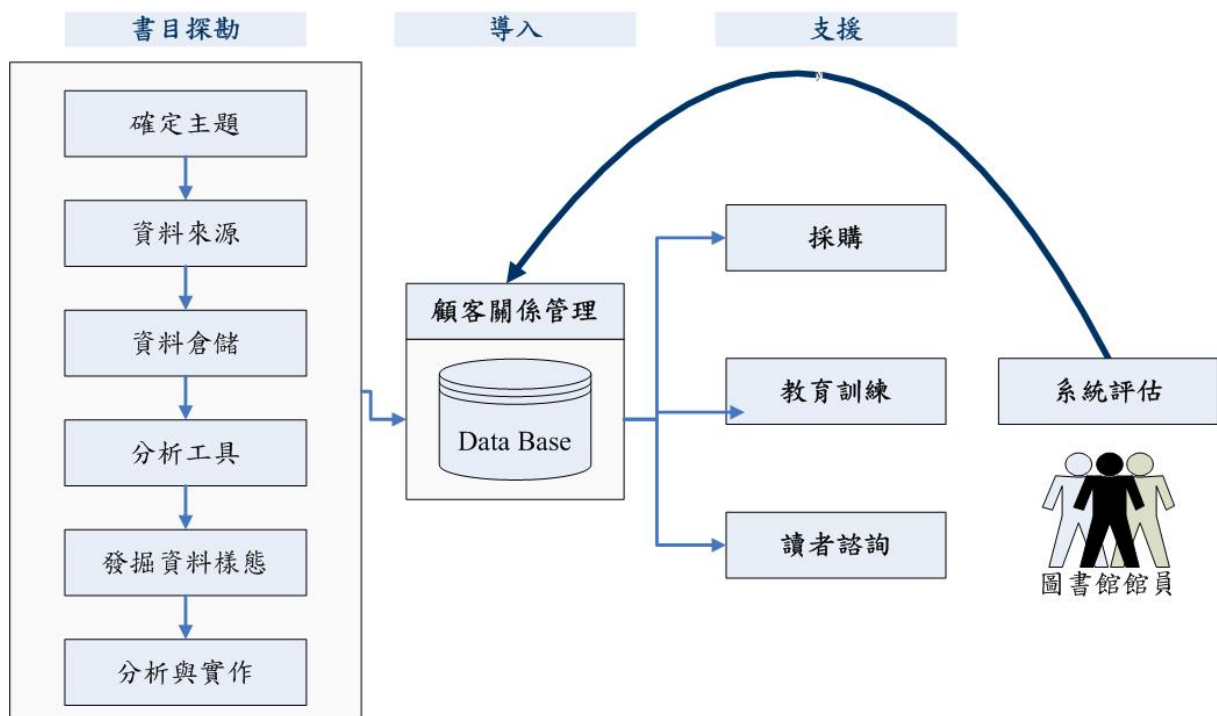 書目探勘
導入
支援
確定主題
資料來源
資料倉儲
分析工具
發掘資料樣態
分析與實作
顧客關係管理
Data Base
y
採購
教育訓練
讀者諮詢
系統評估
圖書館館員